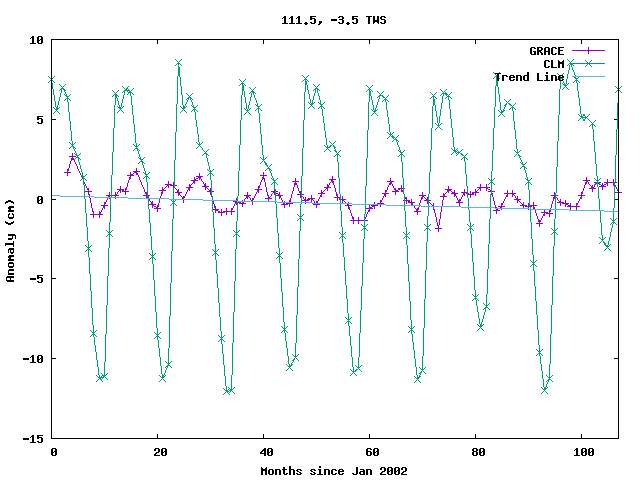 111.5, -3.5 TWS
GRACE
CLM
Trend Line
10
5
0
-5
-10
-15
Anomaly (cm)
0 20 40 60 80 100
Months since Jan 2002